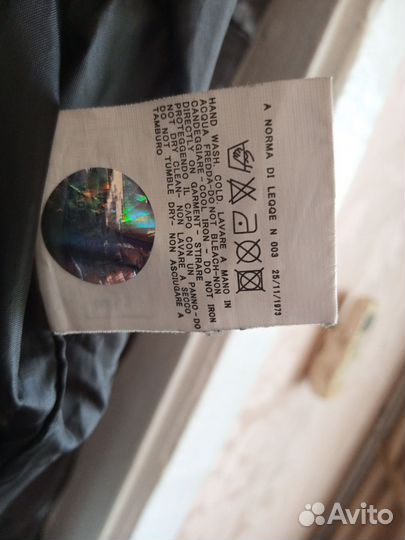 A NORMA DI LEQQE N 003 25/11/1973
HAND WASH, COLD, LAVARE A MANO IN
ACQUA FREDDA-DO NOT BLEACH-NON
CANDEGGIARE- COOL IRON - DO NOT IRON
DIRECTLY ON GARMENT- STIRARE
PROTEGGENDO IL CAPO CON UN PANNO-DO
NOT DRY CLEAN- NON LAVARE A SECCO
DO NOT TUMBLE DRY- NON ASCIUGARE A
TAMBURO
Avito